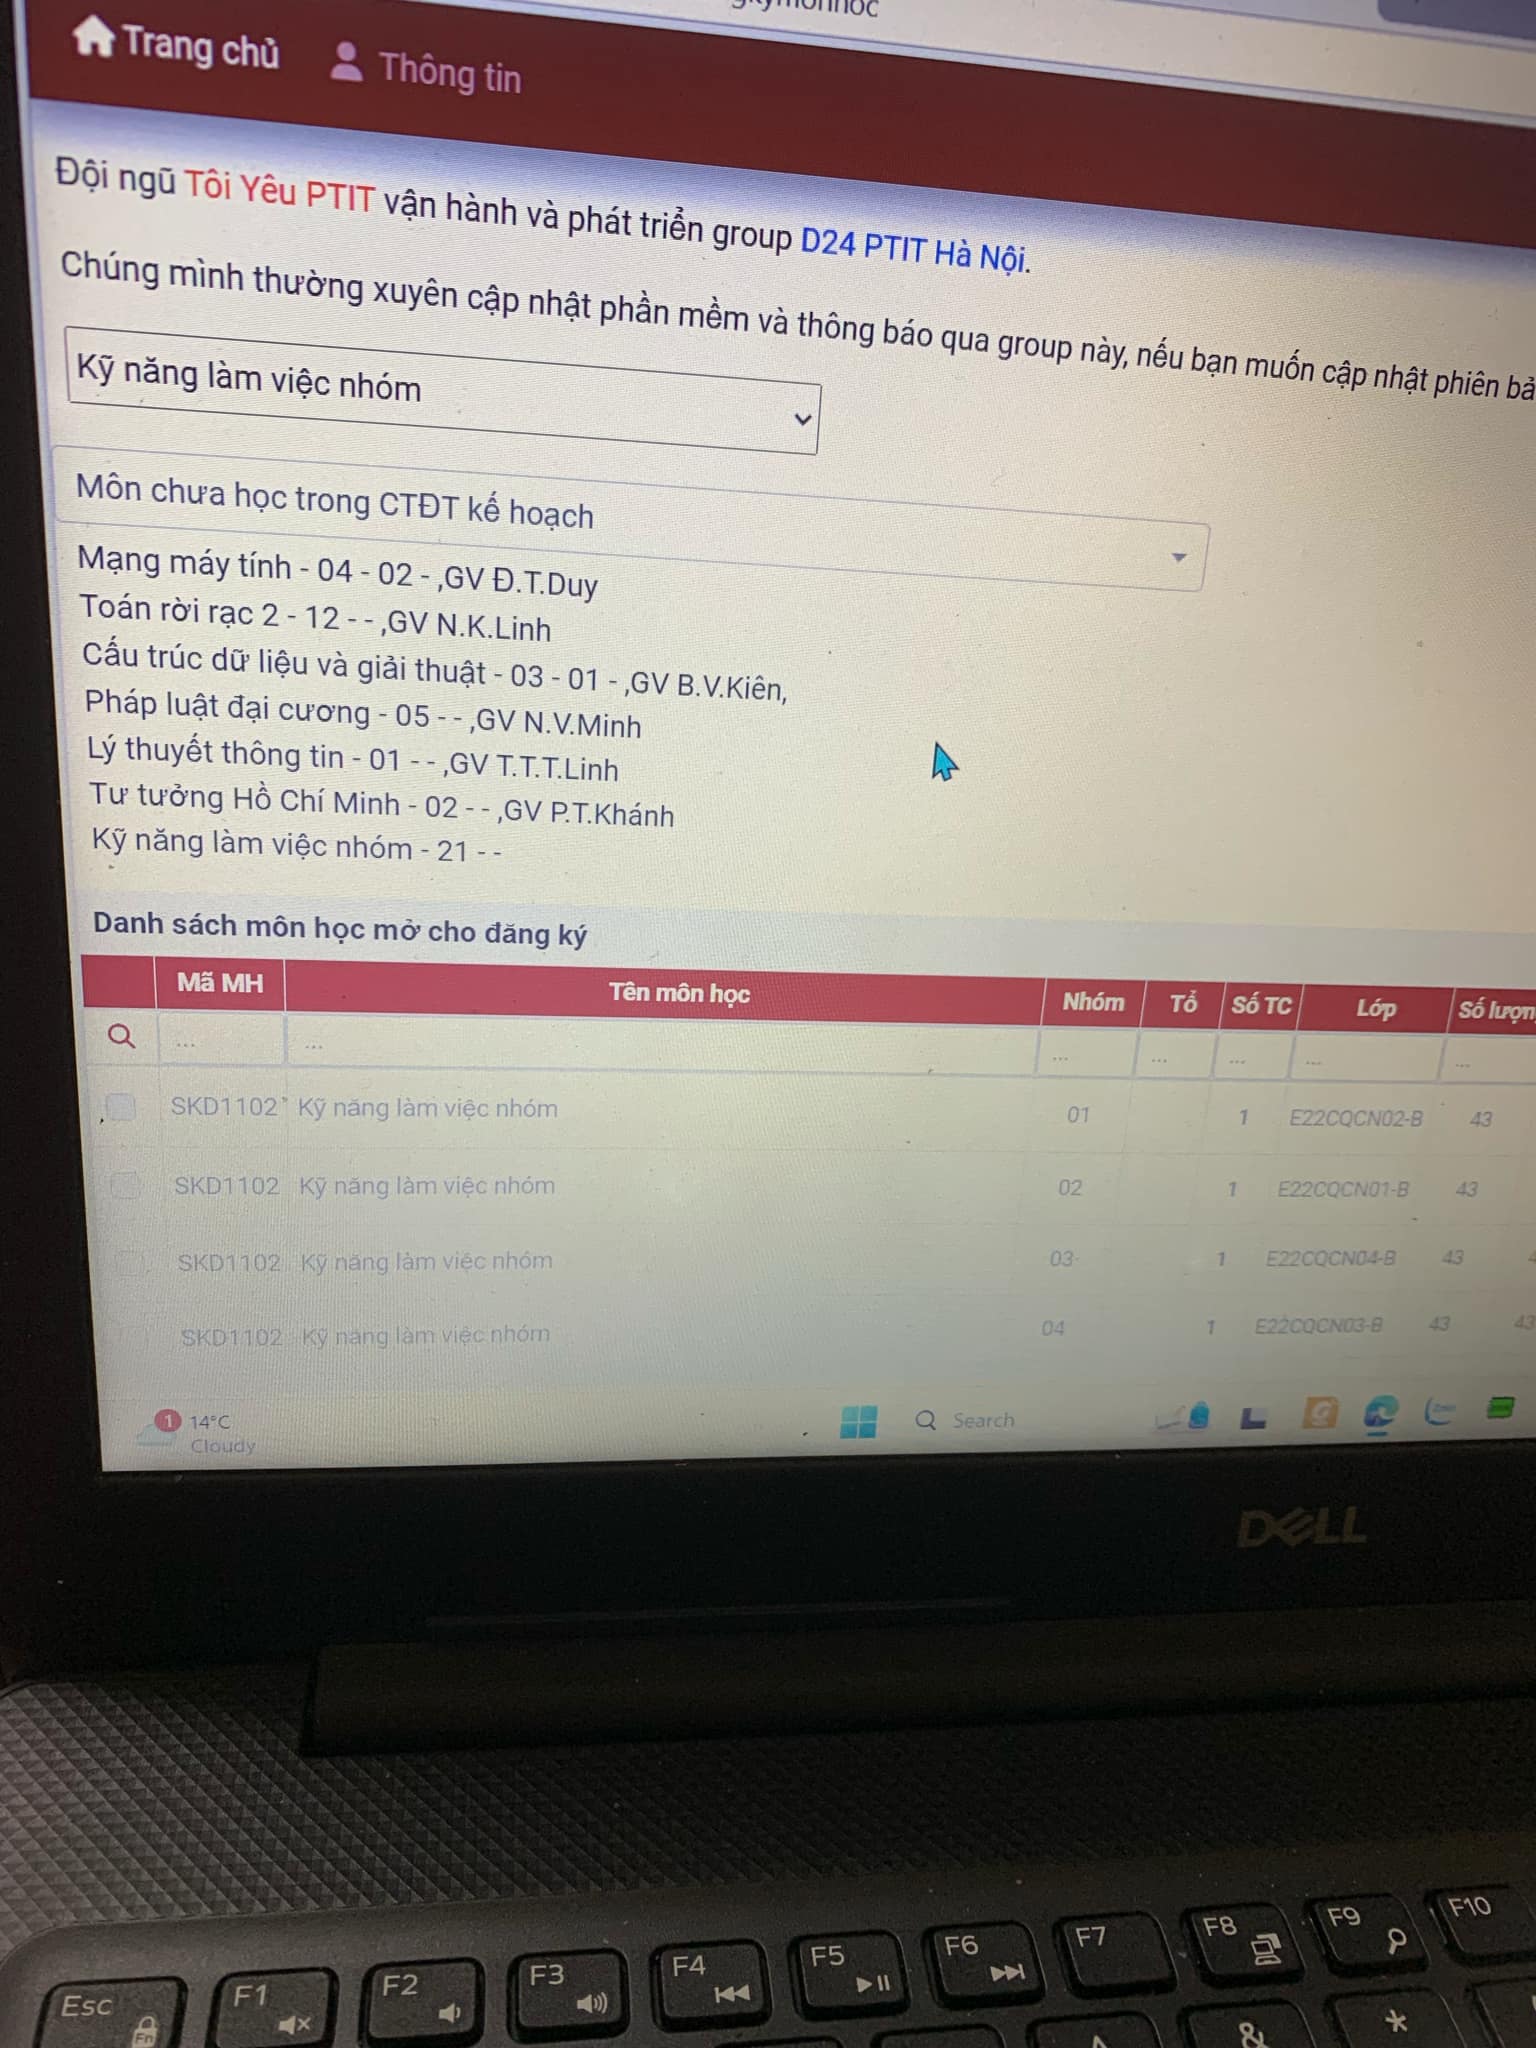 Trang chủ Thông tin
Đội ngũ Tôi Yêu PTIT vận hành và phát triển group D24 PTIT Hà Nội.
Chúng mình thường xuyên cập nhật phần mềm và thông báo qua group này, nếu bạn muốn cập nhật phiên
Kỹ năng làm việc nhóm
Môn chưa học trong CTĐT kế hoạch
Mạng máy tính - 04 - 02 - ,GV Đ.T.Duy
Toán rời rạc 2 - 12 - - ,GV N.K.Linh
Cấu trúc dữ liệu và giải thuật - 03 - 01 - ,GV B.V.Kiên,
Pháp luật đại cương - 05 - - ,GV N.V.Minh
Lý thuyết thông tin - 01 - - ,GV T.T.T.Linh
Tư tưởng Hồ Chí Minh - 02 - - ,GV P.T.Khánh
Kỹ năng làm việc nhóm - 21 - -
Danh sách môn học mở cho đăng ký
Mã MH Tên môn học Nhóm Tổ Số TC Lớp Số
... ... ... ... ... ... ...
SKD1102 Kỹ năng làm việc nhóm 01 1 E22CQCN02-B 43
SKD1102 Kỹ năng làm việc nhóm 02 1 E22CQCN01-B 43
SKD1102 Kỹ năng làm việc nhóm 03 1 E22CQCN04-B 43
SKD1102 Kỹ năng làm việc nhóm 04 1 E22CQCN03-B 43 43
1 14°C
Cloudy
Search
DELL
Esc F1 F2 F3 F4 F5 F6 F7 F8 F9 F10
Fn
& *